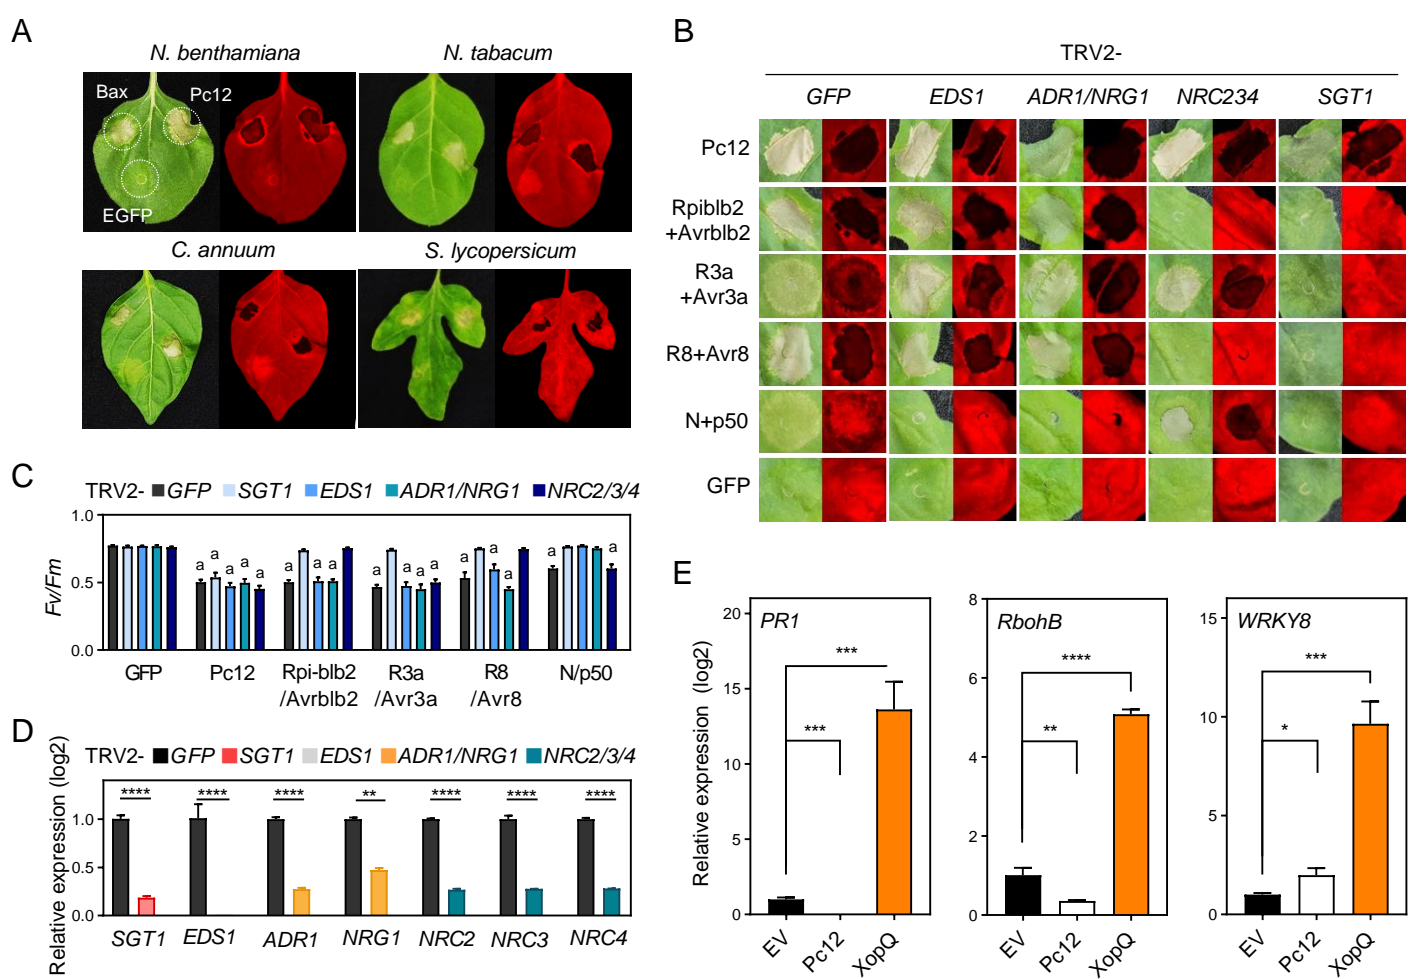 A
N. benthamiana
N. tabacum
Bax
Pc12
EGFP
C. annuum
S. lycopersicum
B
TRV2-
GFP EDS1 ADR1/NRG1 NRC234 SGT1
Pc12
Rpiblb2
+Avrblb2
R3a
+Avr3a
R8+Avr8
N+p50
GFP
C
TRV2- GFP SGT1 EDS1 ADR1/NRG1 NRC2/3/4
Fv/Fm
1.0
0.5
0.0
a a a a a
a a a
a a a a
a a a
a a
GFP Pc12 Rpi-blb2 R3a R8 N/p50
/Avrblb2 /Avr3a /Avr8
D
TRV2- GFP SGT1 EDS1 ADR1/NRG1 NRC2/3/4
Relative expression (log2)
1.0
0.5
0.0
**** **** **** ** **** **** ****
SGT1 EDS1 ADR1 NRG1 NRC2 NRC3 NRC4
E
Relative expression (log2)
PR1
20
15
10
5
0
***
***
EV Pc12 XopQ
RbohB
8
6
4
2
0
****
**
EV Pc12 XopQ
WRKY8
15
10
5
0
***
*
EV Pc12 XopQ